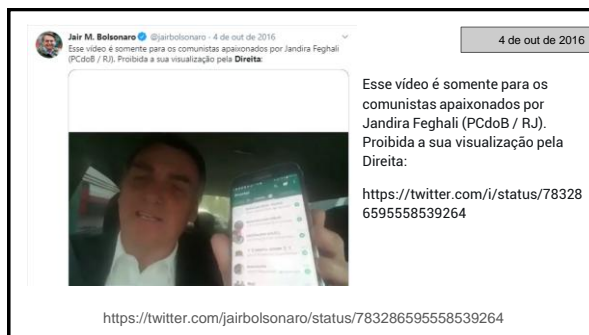 Jair M. Bolsonaro @jairbolsonaro · 4 de out de 2016
Esse vídeo é somente para os comunistas apaixonados por Jandira Feghali
(PCdoB / RJ). Proibida a sua visualização pela Direita:
4 de out de 2016
Esse vídeo é somente para os
comunistas apaixonados por
Jandira Feghali (PCdoB / RJ).
Proibida a sua visualização pela
Direita:
https://twitter.com/i/status/78328
6595558539264
https://twitter.com/jairbolsonaro/status/783286595558539264